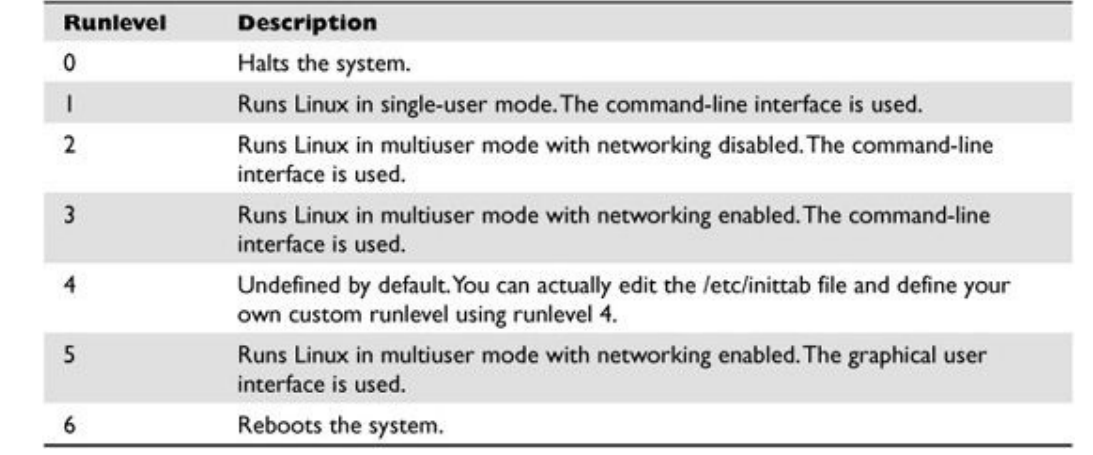 Runlevel Description
0 Halts the system.
1 Runs Linux in single-user mode. The command-line interface is used.
2 Runs Linux in multiuser mode with networking disabled. The command-line
interface is used.
3 Runs Linux in multiuser mode with networking enabled. The command-line
interface is used.
4 Undefined by default. You can actually edit the /etc/inittab file and define your
own custom runlevel using runlevel 4.
5 Runs Linux in multiuser mode with networking enabled. The graphical user
interface is used.
6 Reboots the system.